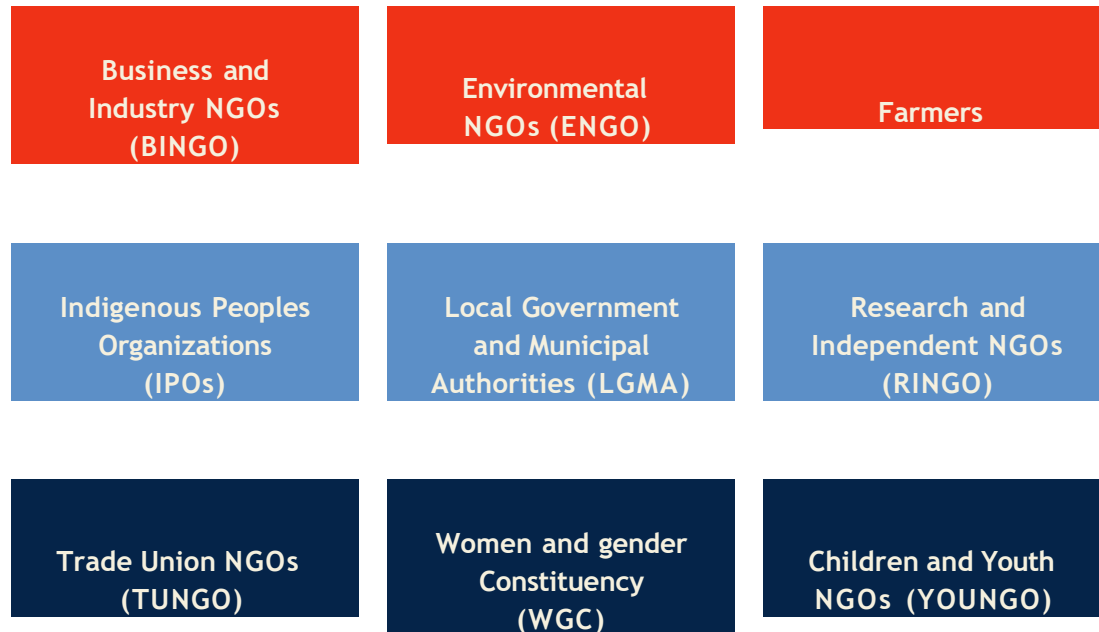 Business and
Industry NGOs
(BINGO)
Environmental
NGOs (ENGO)
Farmers
Indigenous Peoples
Organizations
(IPOs)
Local Government
and Municipal
Authorities (LGMA)
Research and
Independent NGOs
(RINGO)
Trade Union NGOs
(TUNGO)
Women and gender
Constituency
(WGC)
Children and Youth
NGOs (YOUNGO)